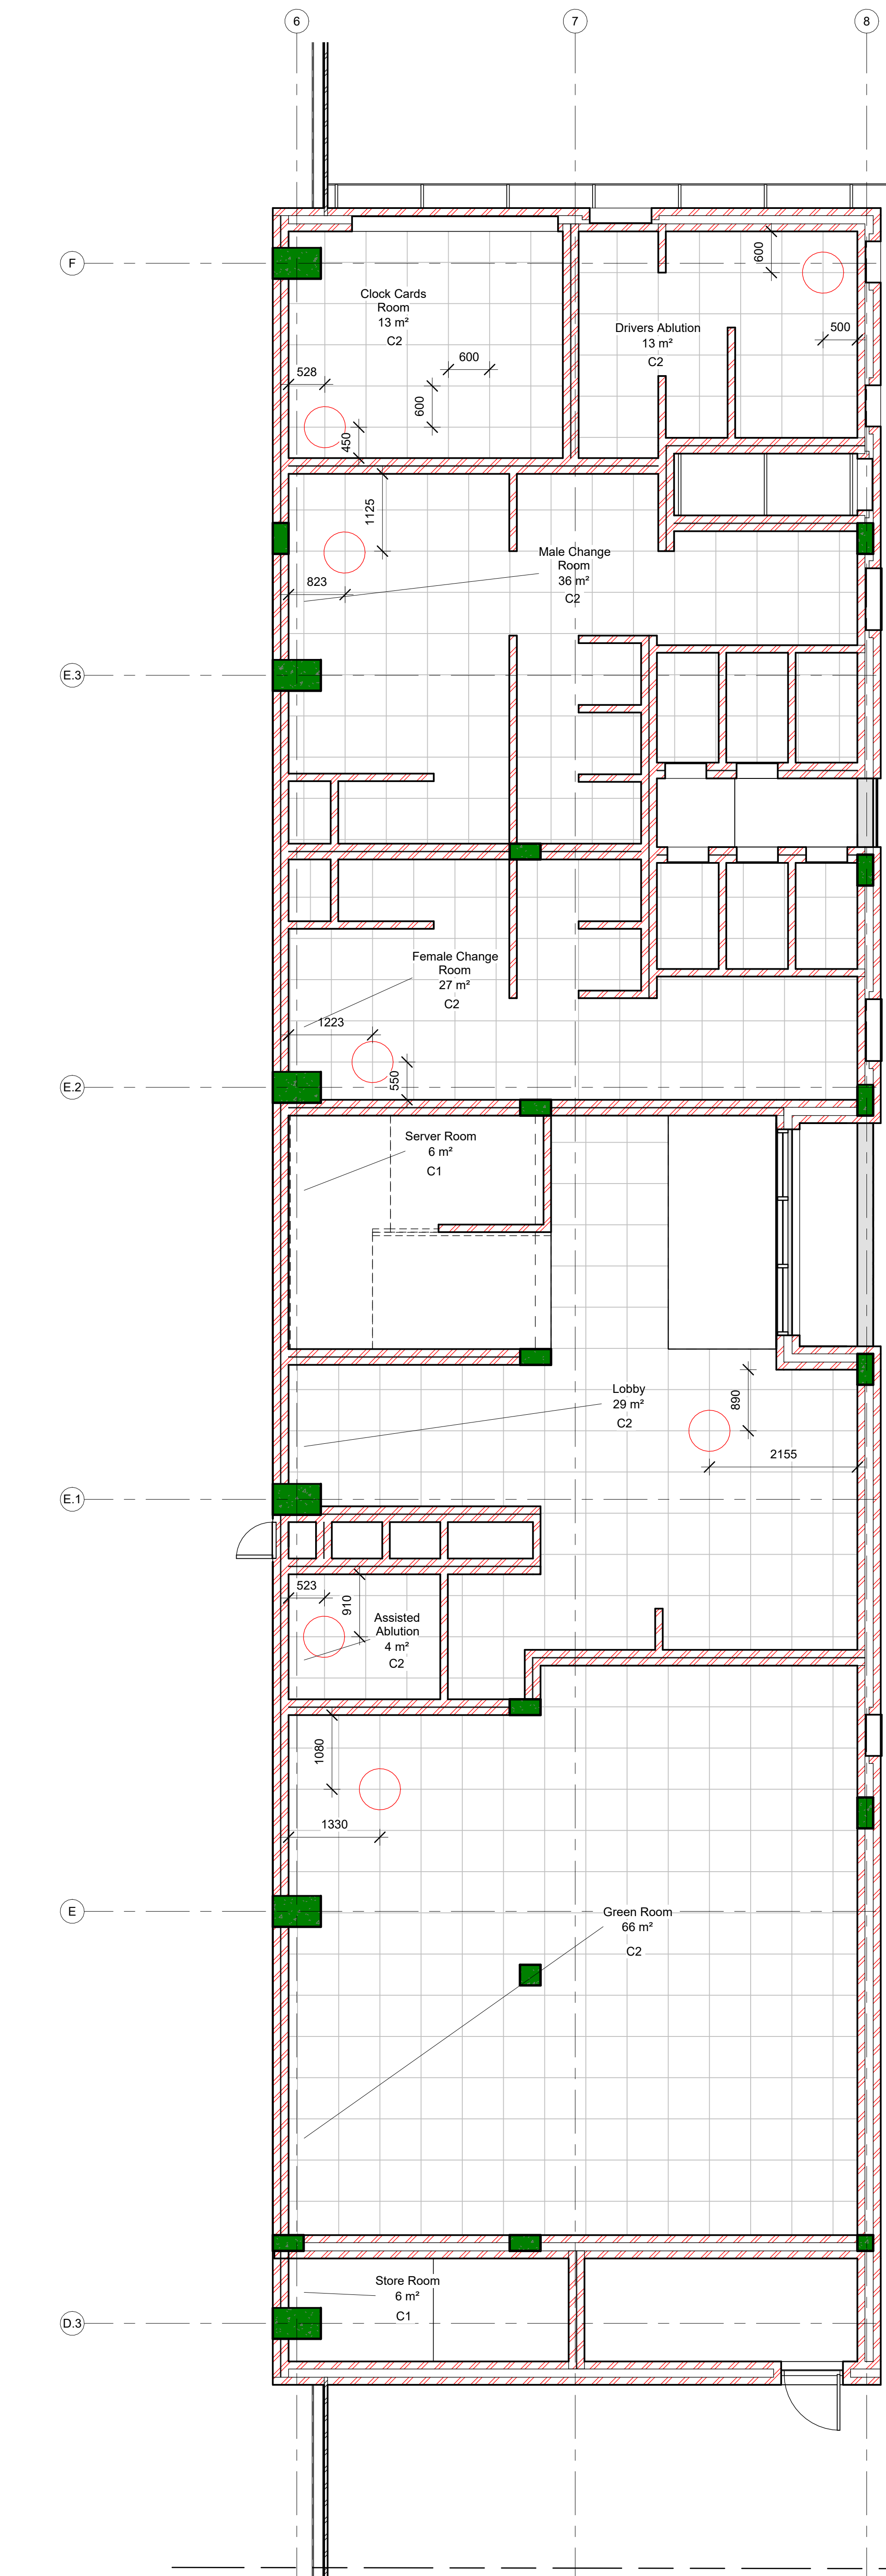 6
7
8
F
600
Clock Cards
Room
13 m²
C2
Drivers Ablution
13 m²
C2
500
528
600
600
450
1125
Male Change
Room
36 m²
C2
823
E.3
Female Change
Room
27 m²
C2
1223
550
E.2
Server Room
6 m²
C1
Lobby
29 m²
C2
890
2155
E.1
523
910
Assisted
Ablution
4 m²
C2
1080
1330
E
Green Room
66 m²
C2
Store Room
6 m²
C1
D.3